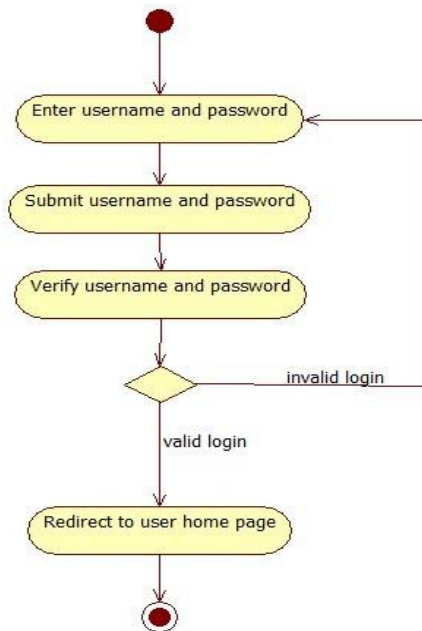 Enter username and password
Submit username and password
Verify username and password
invalid login
valid login
Redirect to user home page